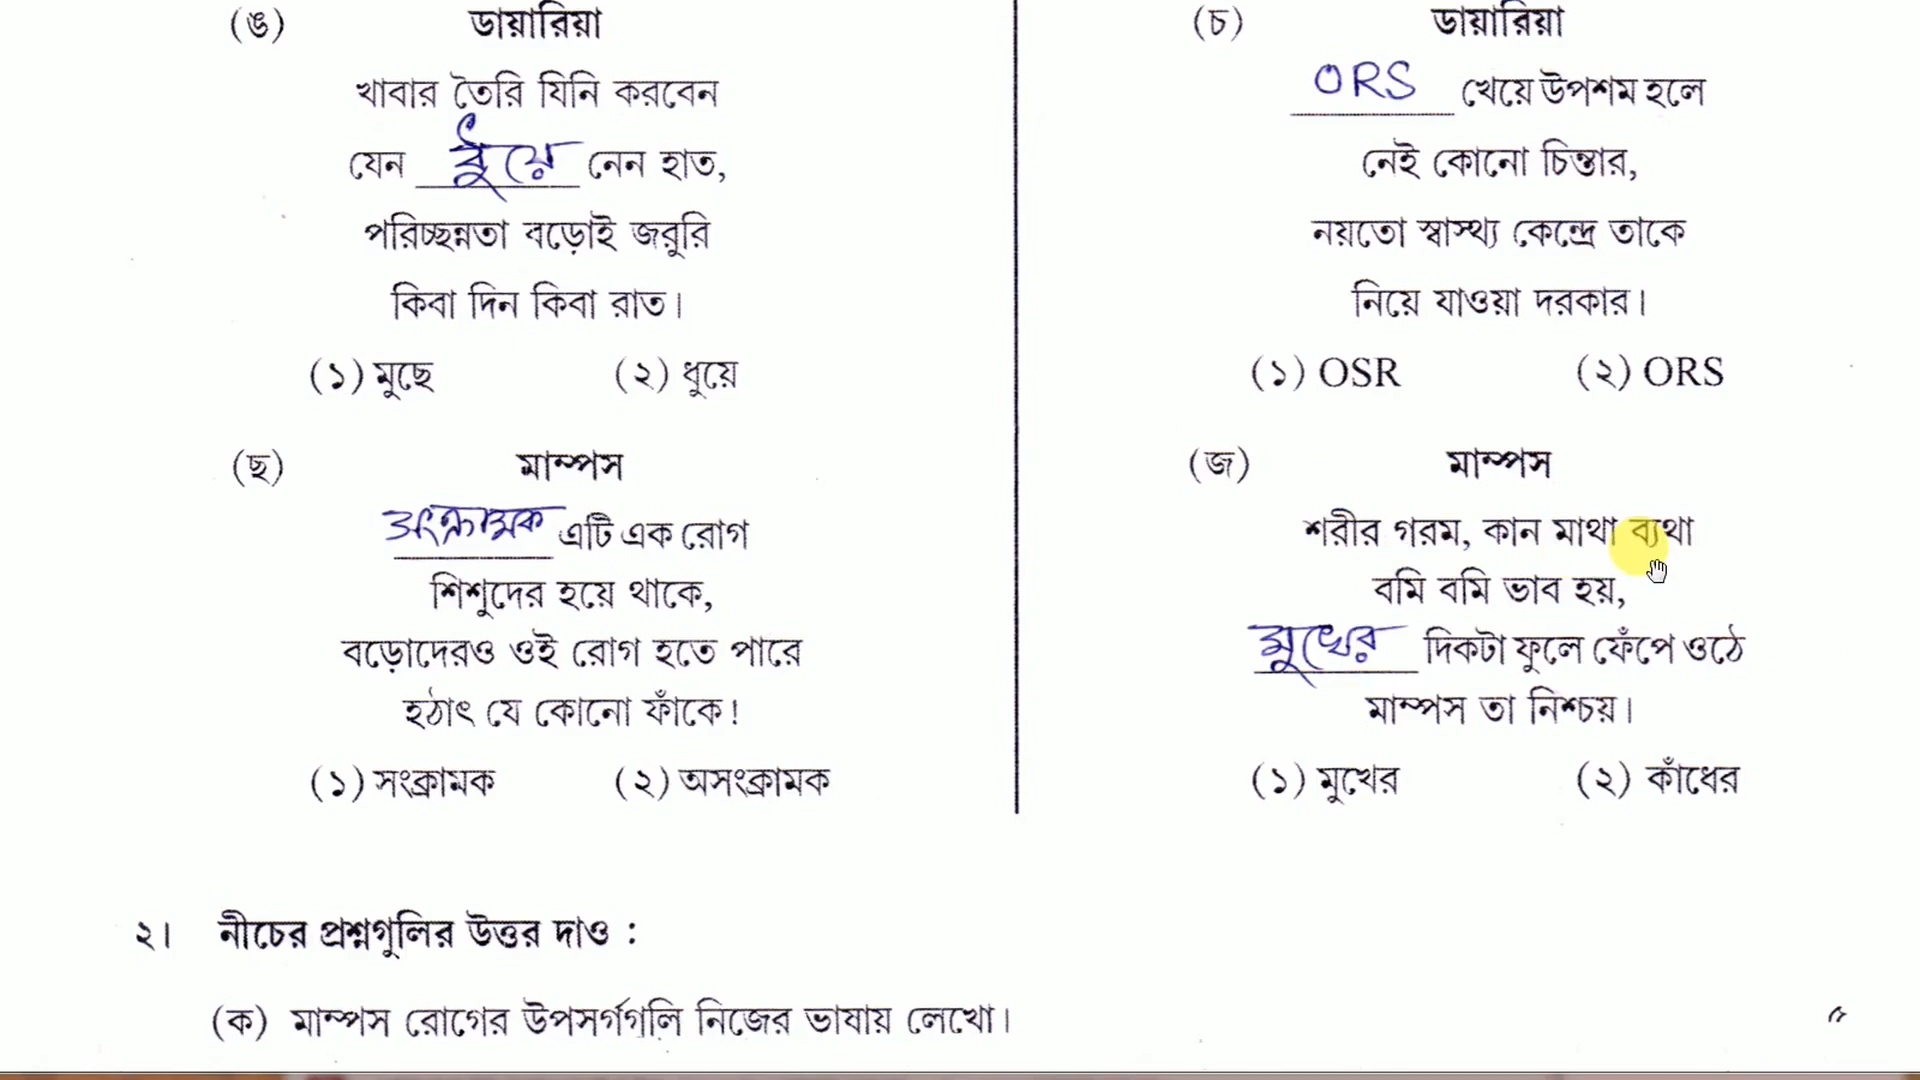 (ঙ) ডায়ারিয়া
খাবার তৈরি যিনি করবেন
যেন ধুয়ে নেন হাত,
পরিচ্ছন্নতা বড়োই জরুরি
কিবা দিন কিবা রাত।
(১) মুছে (২) ধুয়ে
(চ) ডায়ারিয়া
ORS খেয়ে উপশম হলে
নেই কোনো চিন্তার,
নয়তো স্বাস্থ্য কেন্দ্রে তাকে
নিয়ে যাওয়া দরকার।
(১) OSR (২) ORS
(ছ) মাম্পস
সংক্রামক এটি এক রোগ
শিশুদের হয়ে থাকে,
বড়োদেরও ওই রোগ হতে পারে
হঠাৎ যে কোনো ফাঁকে!
(১) সংক্রামক (২) অসংক্রামক
(জ) মাম্পস
শরীর গরম, কান মাথা ব্যথা
বমি বমি ভাব হয়,
মুখের দিকটা ফুলে ফেঁপে ওঠে
মাম্পস তা নিশ্চয়।
(১) মুখের (২) কাঁধের
২। নীচের প্রশ্নগুলির উত্তর দাও :
(ক) মাম্পস রোগের উপসর্গগুলি নিজের ভাষায় লেখো।